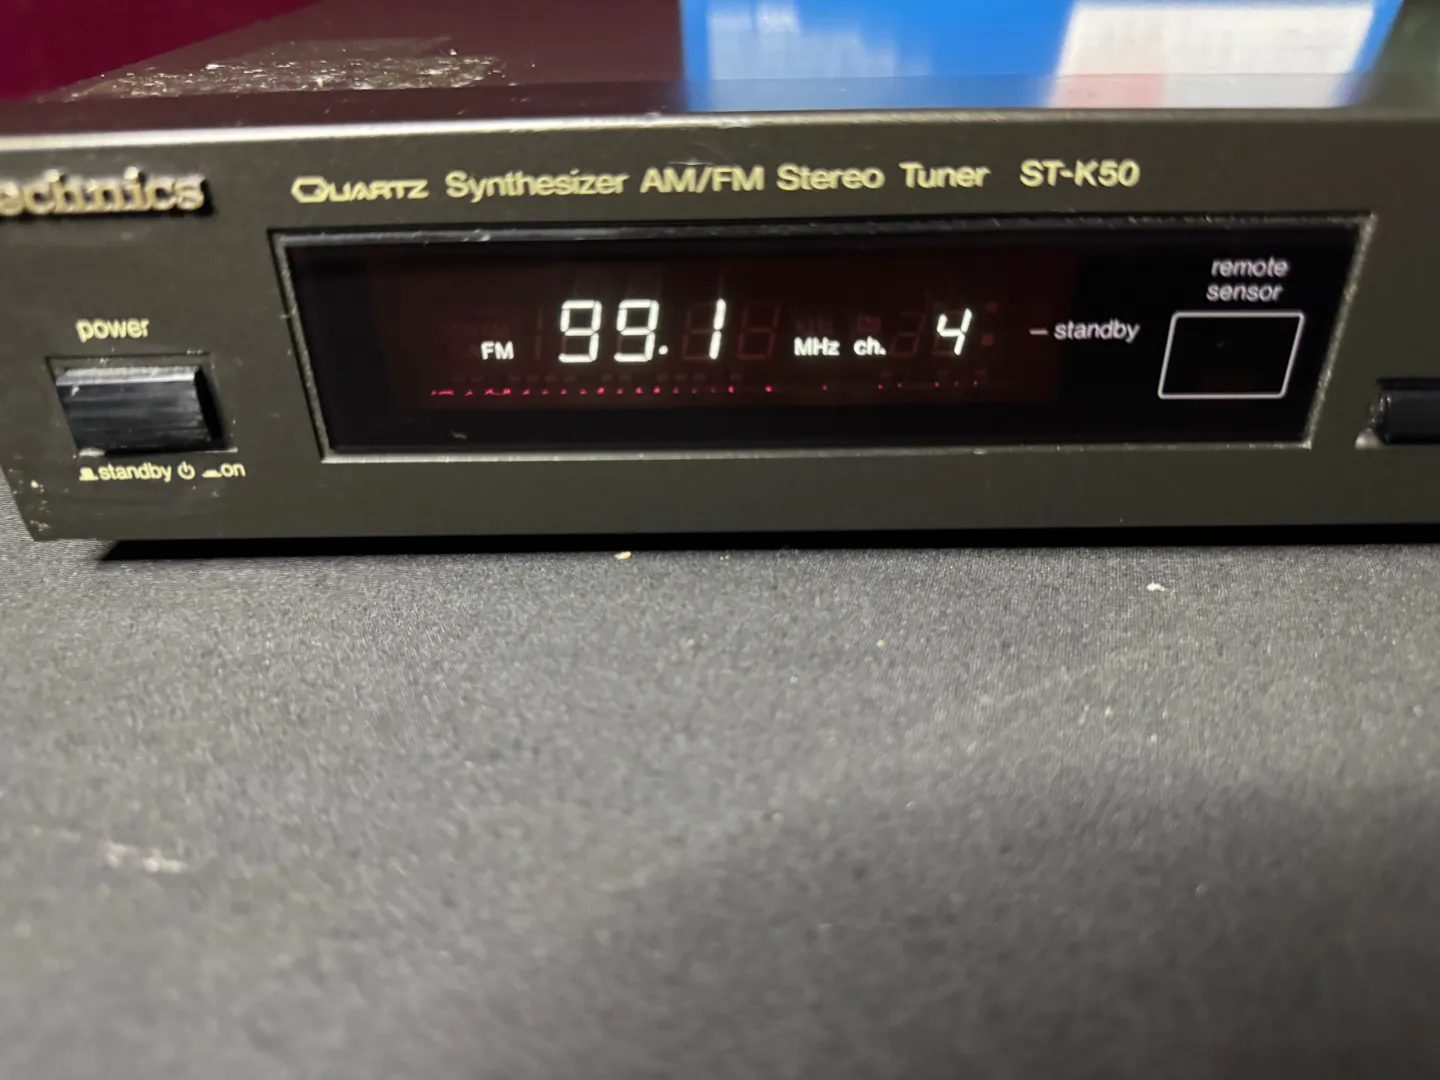 echnics
QUARTZ Synthesizer AM/FM Stereo Tuner ST-K50
power
standby on
FM 99.1 MHz ch. 4
– standby
remote
sensor